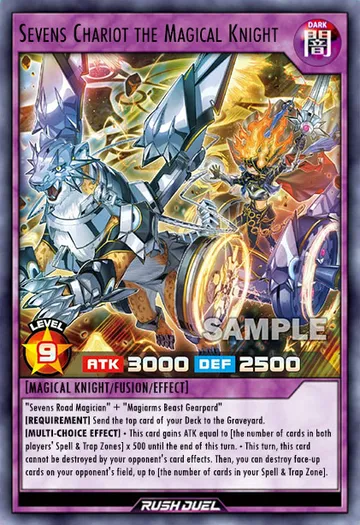 SEVENS CHARIOT THE MAGICAL KNIGHT
DARK
闇
SAMPLE
LEVEL
9
ATK 3000 DEF 2500
[MAGICAL KNIGHT/FUSION/EFFECT]
"Sevens Road Magician" + "Magiarms Beast Gearpard"
[REQUIREMENT] Send the top card of your Deck to the Graveyard.
[MULTI-CHOICE EFFECT] • This card gains ATK equal to [the number of cards in both
players' Spell & Trap Zones] x 500 until the end of this turn. • This turn, this card
cannot be destroyed by your opponent's card effects. Then, you can destroy face-up
cards on your opponent's field, up to [the number of cards in your Spell & Trap Zone].
RUSH DUEL